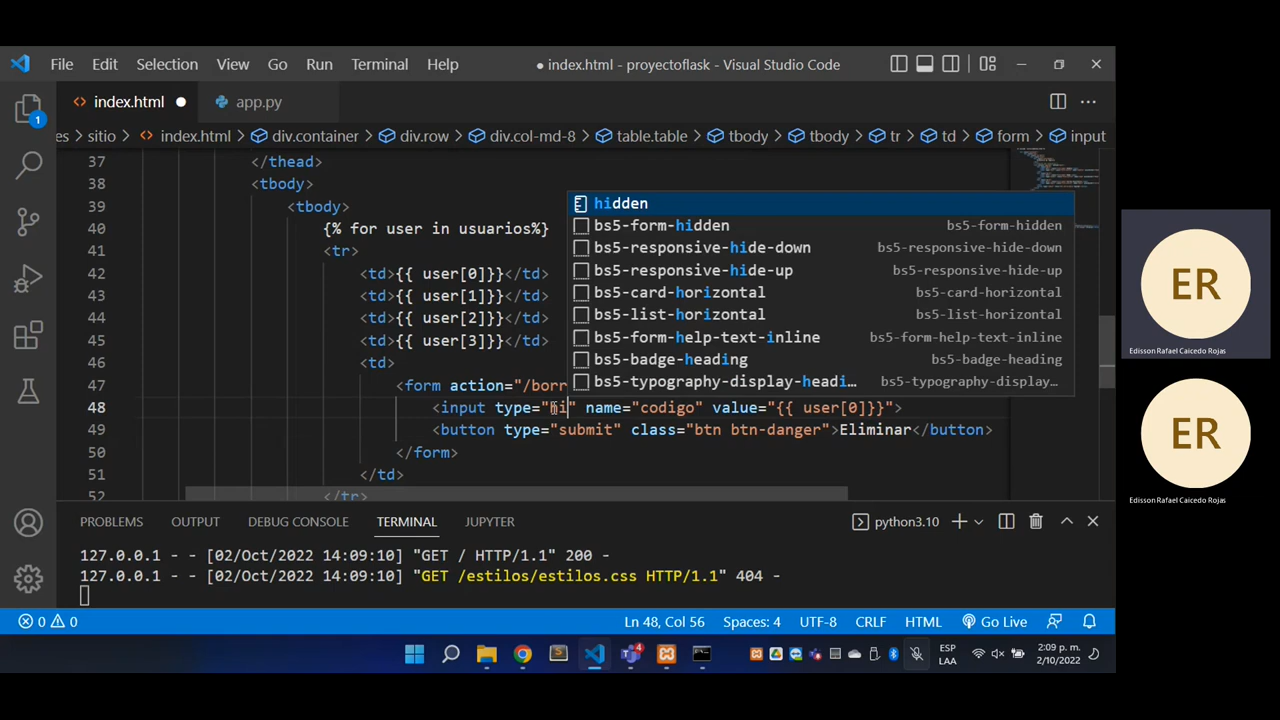 File Edit Selection View Go Run Terminal Help ● index.html - proyectoflask - Visual Studio Code
<> index.html ● app.py
es > sitio > <> index.html > div.container > div.row > div.col-md-8 > table.table > tbody > tbody > tr > td > form > input
37 </thead>
38 <tbody>
39 <tbody>
40 {% for user in usuarios%}
41 <tr>
42 <td>{{ user[0]}}</td>
43 <td>{{ user[1]}}</td>
44 <td>{{ user[2]}}</td>
45 <td>{{ user[3]}}</td>
46 <td>
47 <form action="/borr
48 <input type="hi" name="codigo" value="{{ user[0]}}">
49 <button type="submit" class="btn btn-danger">Eliminar</button>
50 </form>
51 </td>
52 </tr>
hidden
bs5-form-hidden bs5-form-hidden
bs5-responsive-hide-down bs5-responsive-hide-down
bs5-responsive-hide-up bs5-responsive-hide-up
bs5-card-horizontal bs5-card-horizontal
bs5-list-horizontal bs5-list-horizontal
bs5-form-help-text-inline bs5-form-help-text-inline
bs5-badge-heading bs5-badge-heading
bs5-typography-display-headi… bs5-typography-display…
1
PROBLEMS OUTPUT DEBUG CONSOLE TERMINAL JUPYTER python3.10
127.0.0.1 - - [02/Oct/2022 14:09:10] "GET / HTTP/1.1" 200 -
127.0.0.1 - - [02/Oct/2022 14:09:10] "GET /estilos/estilos.css HTTP/1.1" 404 -
0 0 Ln 48, Col 56 Spaces: 4 UTF-8 CRLF HTML Go Live
4 ESP 2:09 p. m.
LAA 2/10/2022
ER
Edisson Rafael Caicedo Rojas
ER
Edisson Rafael Caicedo Rojas